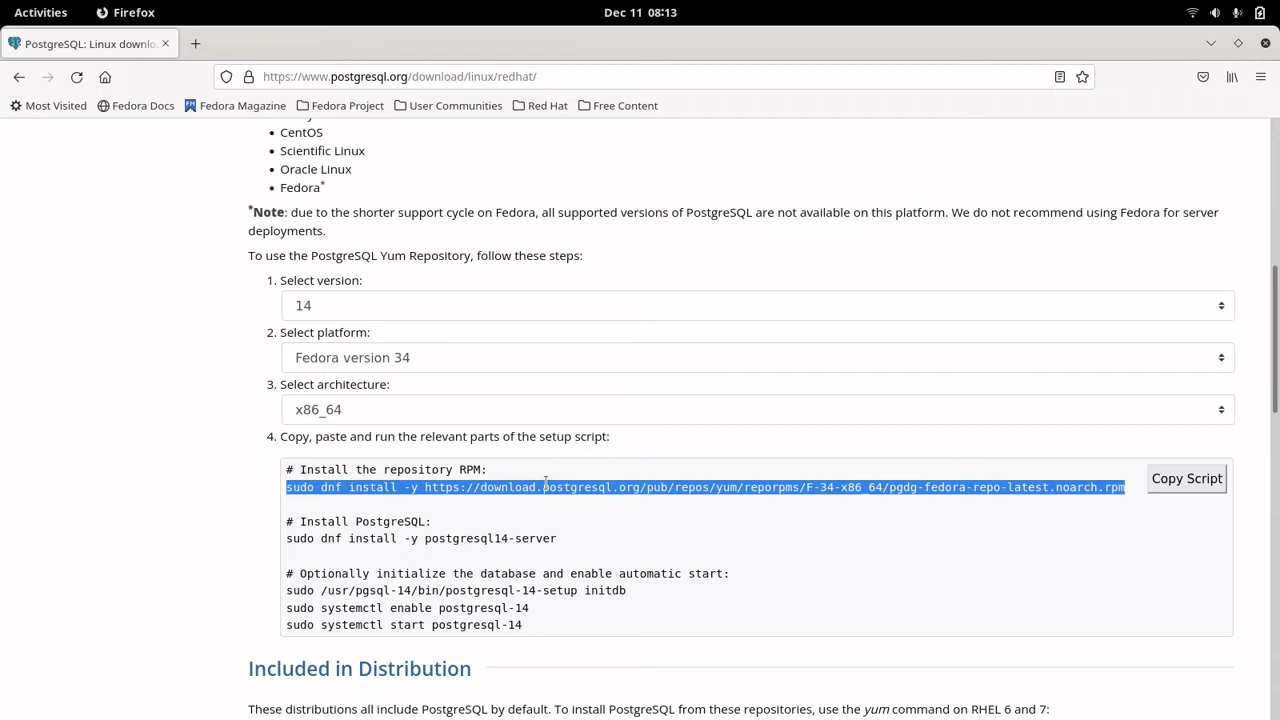 Activities Firefox Dec 11 08:13
PostgreSQL: Linux downlo
https://www.postgresql.org/download/linux/redhat/
Most Visited Fedora Docs Fedora Magazine Fedora Project User Communities Red Hat Free Content
• CentOS
• Scientific Linux
• Oracle Linux
• Fedora*
*Note: due to the shorter support cycle on Fedora, all supported versions of PostgreSQL are not available on this platform. We do not recommend using Fedora for server
deployments.
To use the PostgreSQL Yum Repository, follow these steps:
1. Select version:
14
2. Select platform:
Fedora version 34
3. Select architecture:
x86_64
4. Copy, paste and run the relevant parts of the setup script:
# Install the repository RPM:
Copy Script
sudo dnf install -y https://download.postgresql.org/pub/repos/yum/reporpms/F-34-x86_64/pgdg-fedora-repo-latest.noarch.rpm
# Install PostgreSQL:
sudo dnf install -y postgresql14-server
# Optionally initialize the database and enable automatic start:
sudo /usr/pgsql-14/bin/postgresql-14-setup initdb
sudo systemctl enable postgresql-14
sudo systemctl start postgresql-14
Included in Distribution
These distributions all include PostgreSQL by default. To install PostgreSQL from these repositories, use the yum command on RHEL 6 and 7: